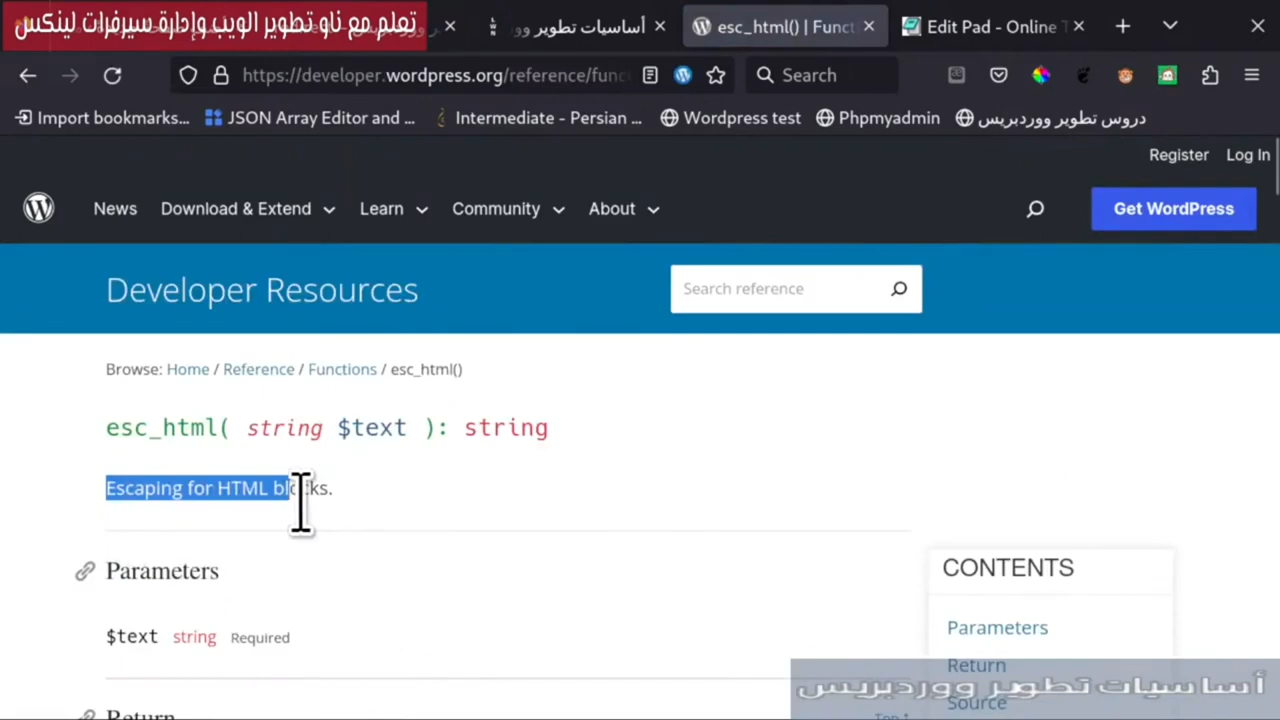 تعلم مع ناو تطوير الويب وإدارة سيرفرات لينكس
أساسيات تطوير وور
esc_html() | Funct
Edit Pad - Online T
https://developer.wordpress.org/reference/func
Search
Import bookmarks...
JSON Array Editor and ...
Intermediate - Persian ...
Wordpress test
Phpmyadmin
دروس تطوير ووردبريس
Register
Log In
News
Download & Extend
Learn
Community
About
Get WordPress
Developer Resources
Search reference
Browse: Home / Reference / Functions / esc_html()
esc_html( string $text ): string
Escaping for HTML blocks.
Parameters
CONTENTS
$text string Required
Parameters
Return
أساسيات تطوير ووردبريس
Source
Return
Top ↑